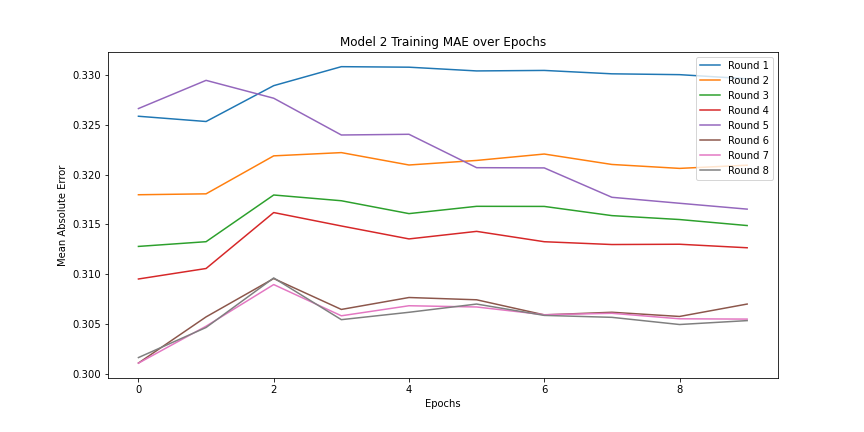 Model 2 Training MAE over Epochs
Mean Absolute Error
0.330
0.325
0.320
0.315
0.310
0.305
0.300
0 2 4 6 8
Epochs
Round 1
Round 2
Round 3
Round 4
Round 5
Round 6
Round 7
Round 8